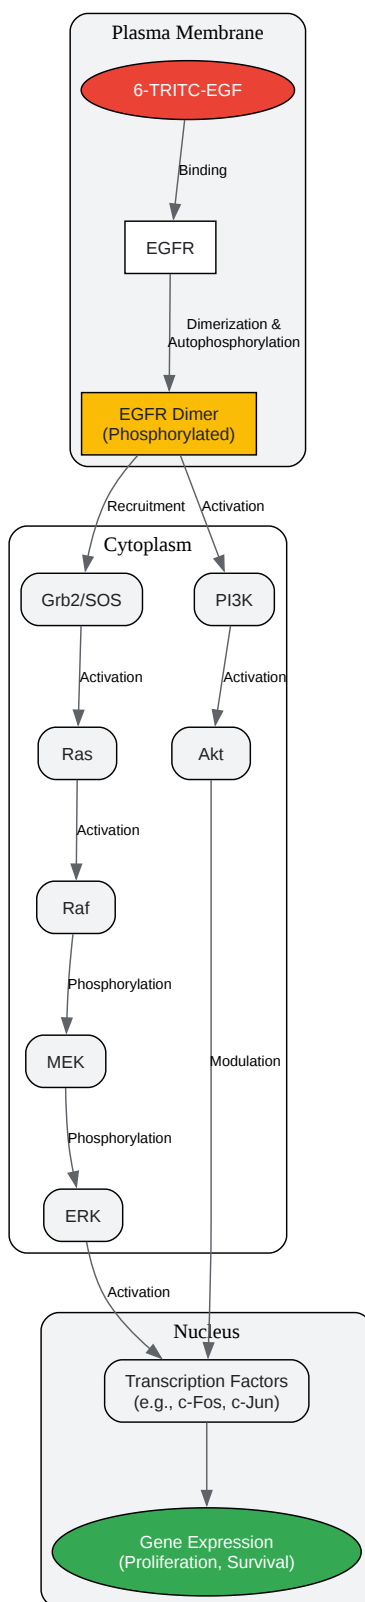 Plasma Membrane
6-TRITC-EGF
Binding
EGFR
Dimerization &
Autophosphorylation
EGFR Dimer
(Phosphorylated)
Recruitment
Activation
Cytoplasm
Grb2/SOS
PI3K
Activation
Activation
Ras
Akt
Activation
Raf
Phosphorylation
MEK
Modulation
Phosphorylation
ERK
Activation
Nucleus
Transcription Factors
(e.g., c-Fos, c-Jun)
Gene Expression
(Proliferation, Survival)